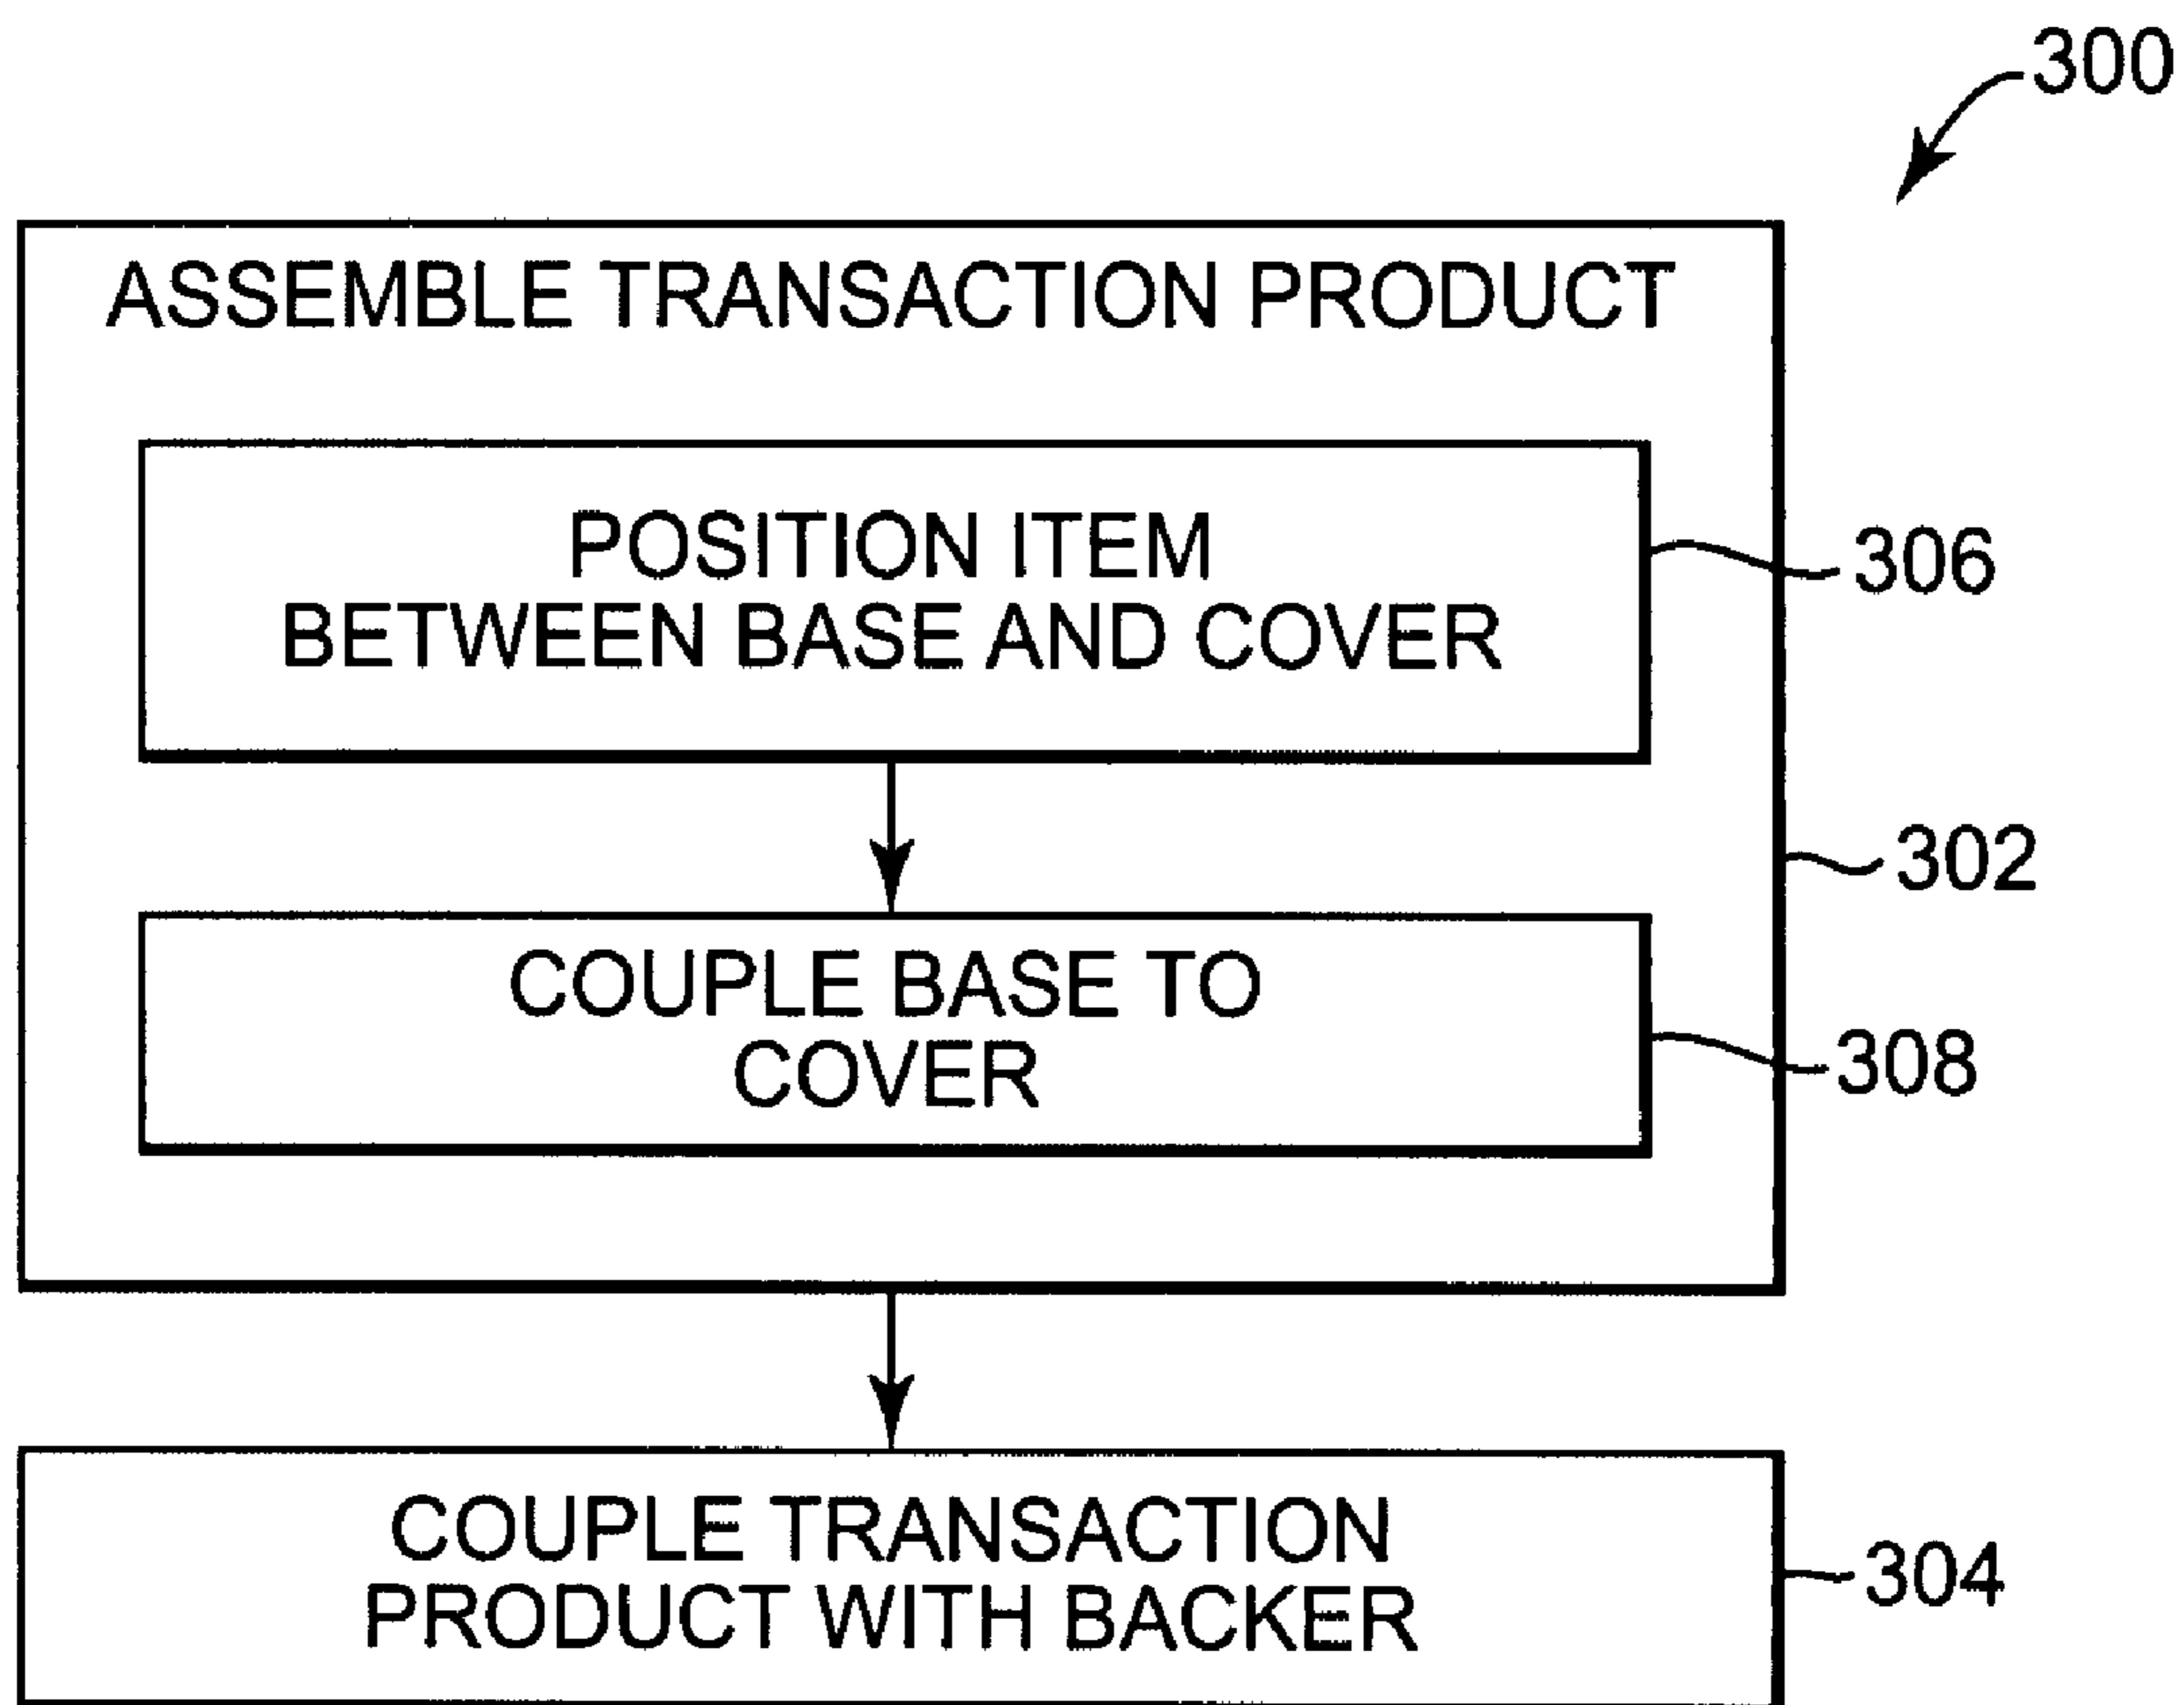 300
ASSEMBLE TRANSACTION PRODUCT
POSITION ITEM
BETWEEN BASE AND COVER
306
302
COUPLE BASE TO
COVER
308
COUPLE TRANSACTION
PRODUCT WITH BACKER
304